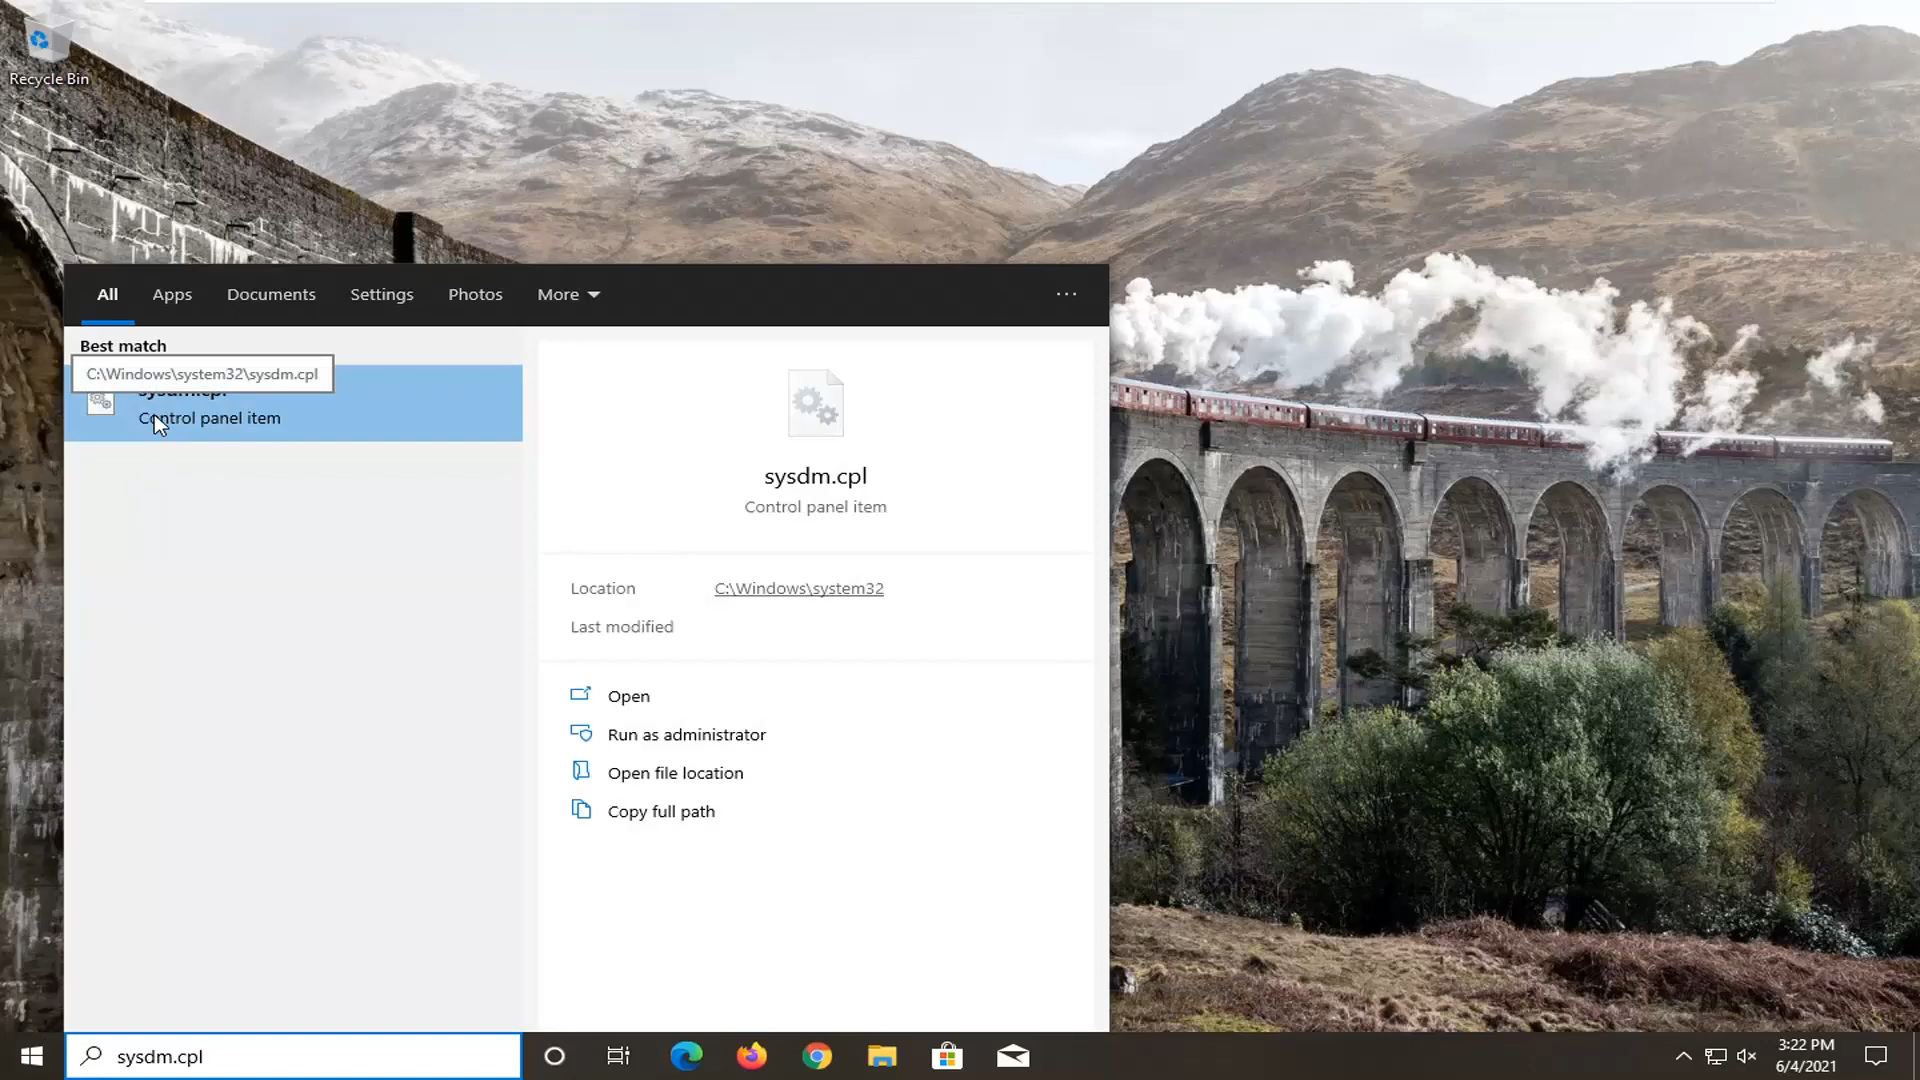 Recycle Bin
All Apps Documents Settings Photos More
Best match
C:\Windows\system32\sysdm.cpl
sysdm.cpl
Control panel item
sysdm.cpl
Control panel item
Location C:\Windows\system32
Last modified
Open
Run as administrator
Open file location
Copy full path
sysdm.cpl
3:22 PM
6/4/2021